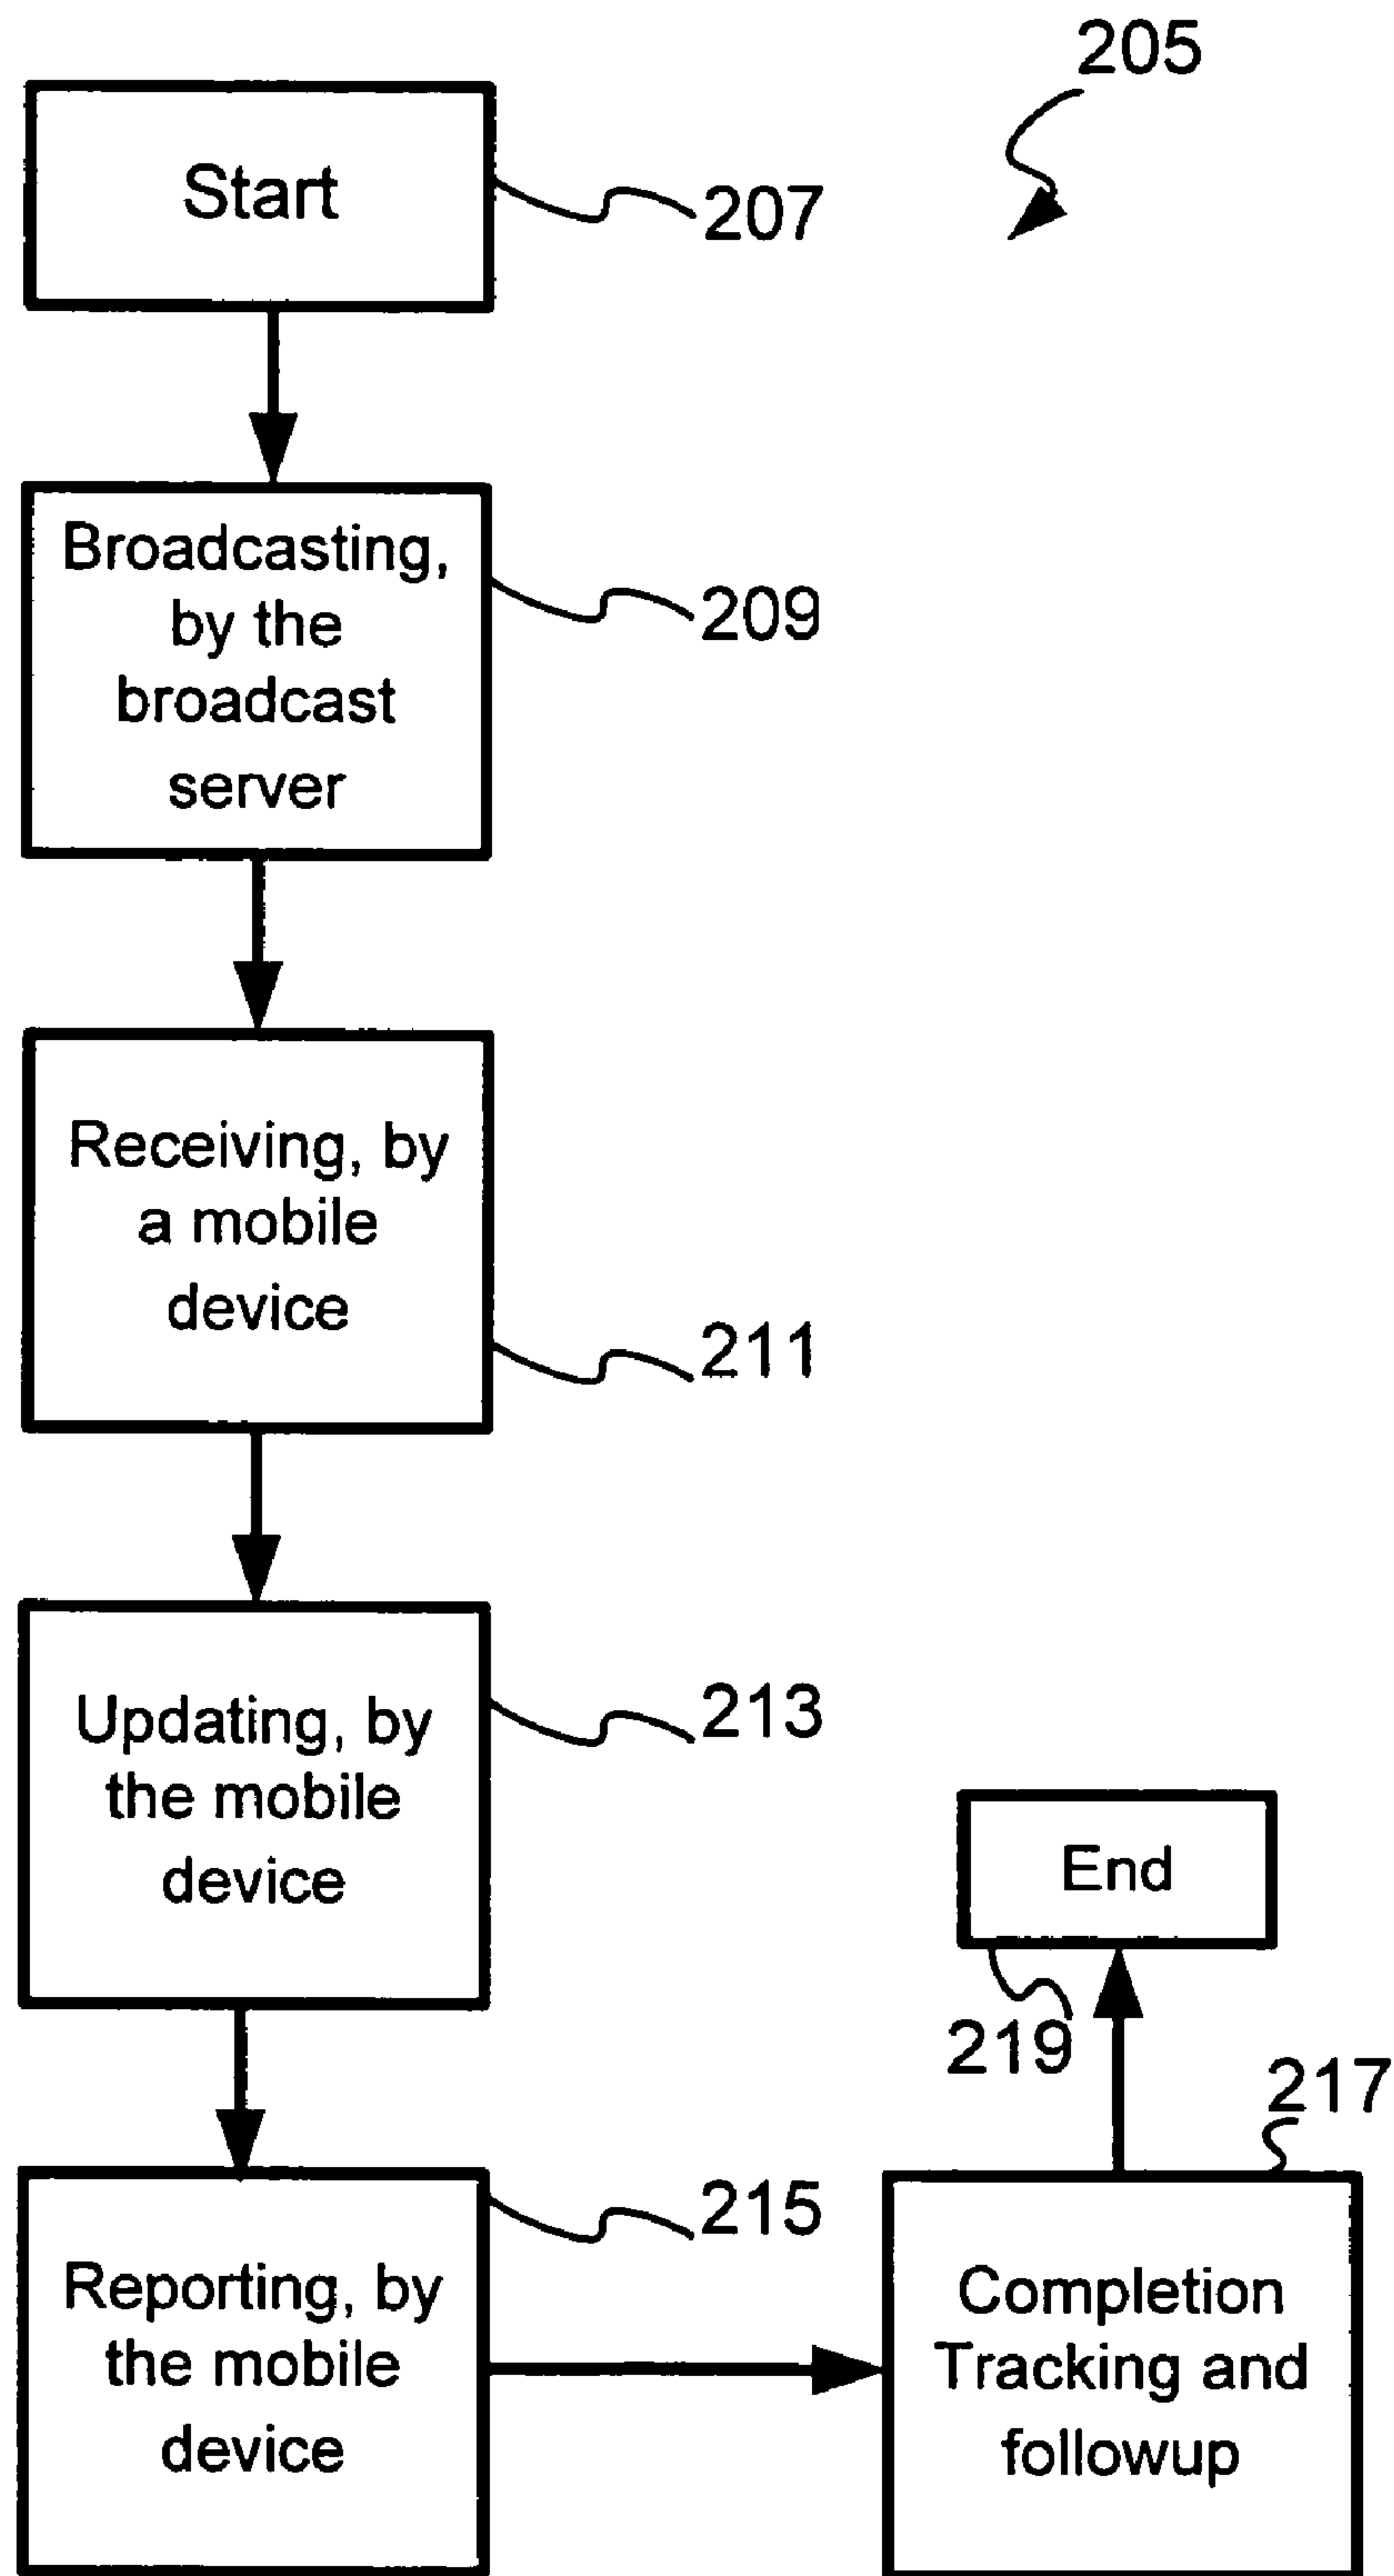 205
Start
207
Broadcasting,
by the
broadcast
server
209
Receiving, by
a mobile
device
211
Updating, by
the mobile
device
213
End
219
217
Reporting, by
the mobile
device
215
Completion
Tracking and
followup